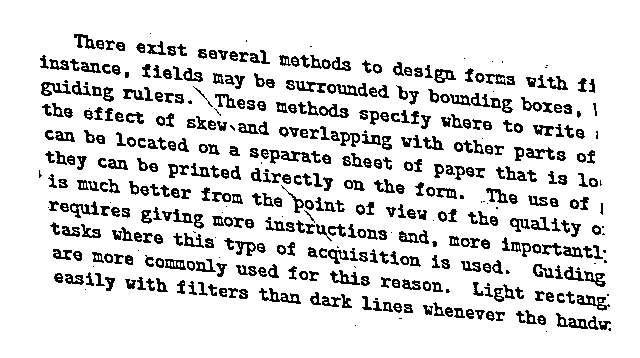 There exist several methods to design forms with
instance, fields may be surrounded by bounding boxes,
guiding rulers. These methods specify where to write
the effect of skew and overlapping with other parts of
can be located on a separate sheet of paper that is
they can be printed directly on the form. The use of
is much better from the point of view of the quality
requires giving more instructions and, more importantl
tasks where this type of acquisition is used. Guiding
are more commonly used for this reason. Light rectang
easily with filters than dark lines whenever the handw